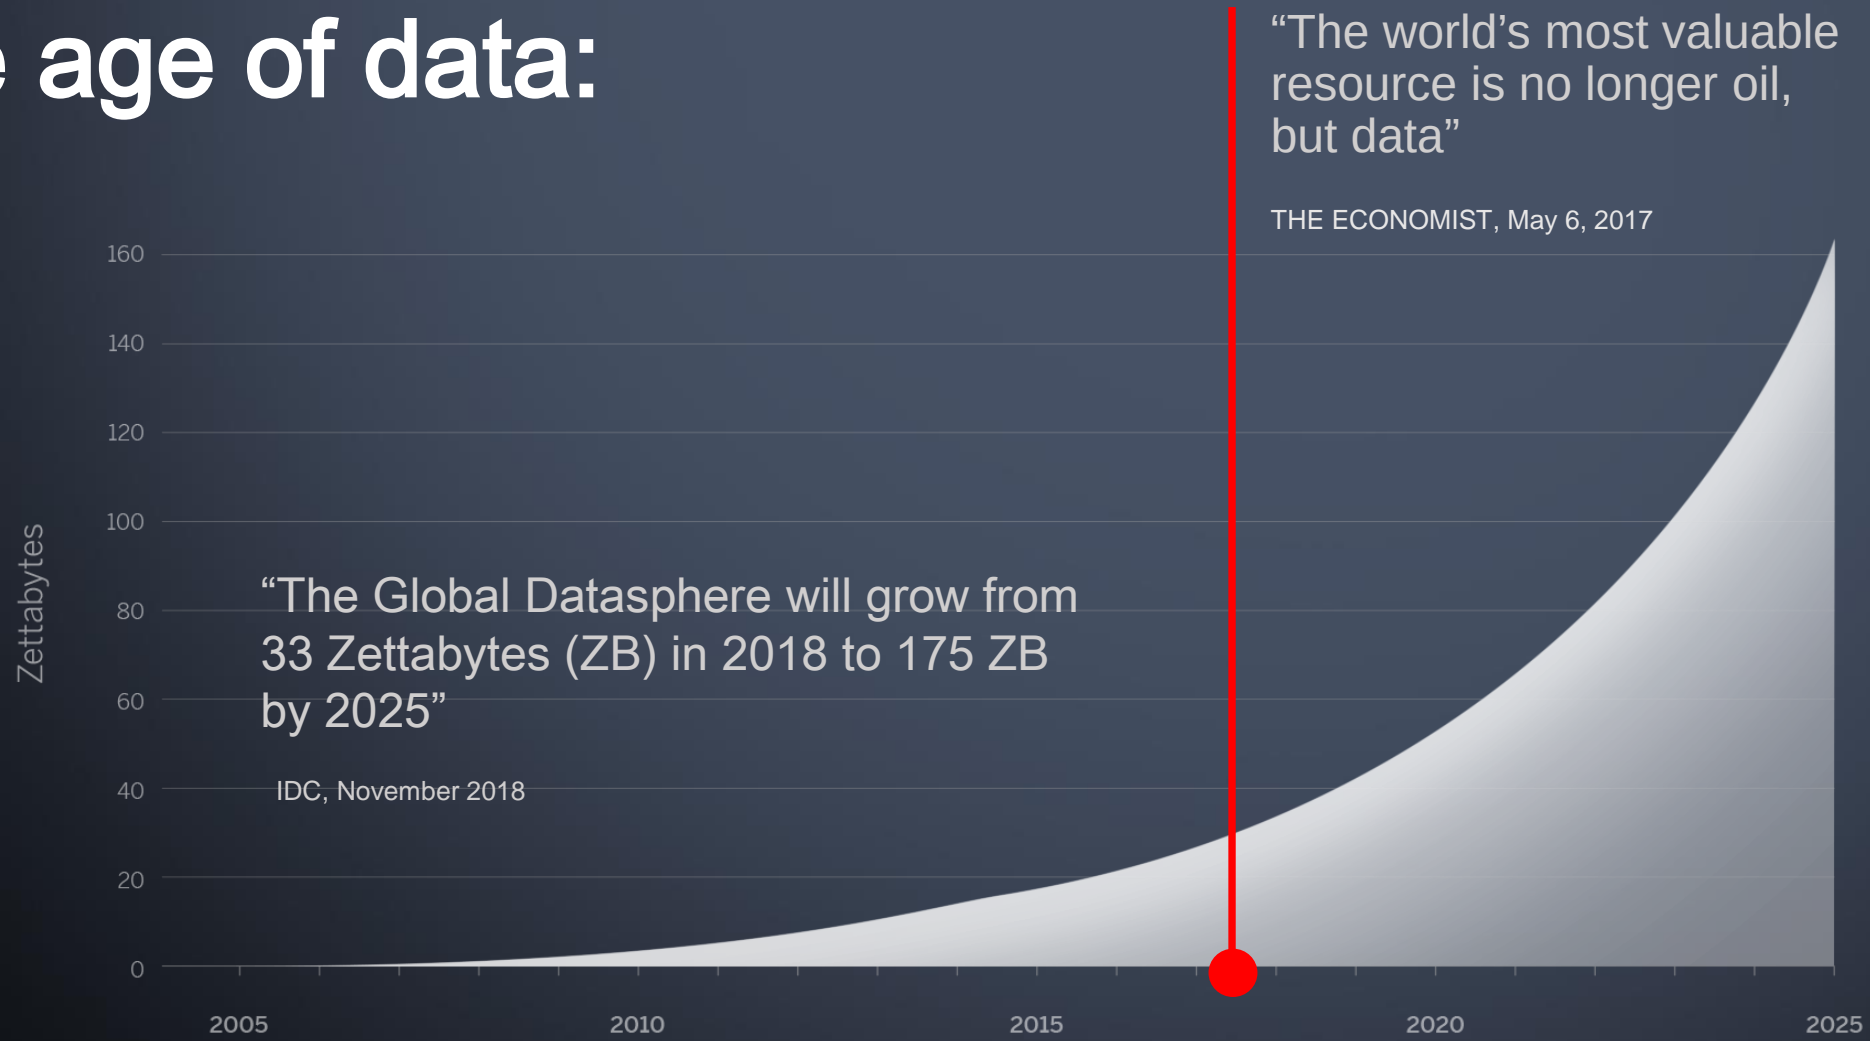 e age of data:
“The world’s most valuable
resource is no longer oil,
but data”
THE ECONOMIST, May 6, 2017
160
140
120
100
80
60
40
20
0
Zettabytes
“The Global Datasphere will grow from
33 Zettabytes (ZB) in 2018 to 175 ZB
by 2025”
IDC, November 2018
2005 2010 2015 2020 2025